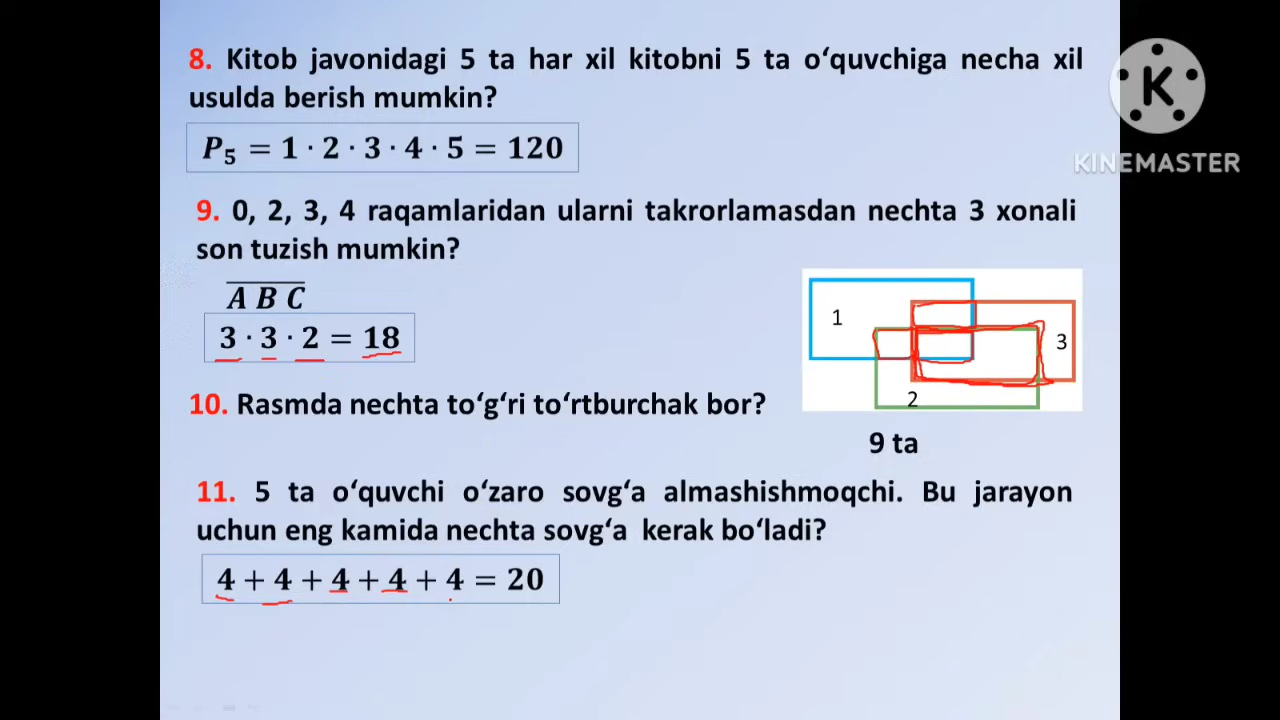 8. Kitob javonidagi 5 ta har xil kitobni 5 ta o‘quvchiga necha xil
usulda berish mumkin?
P₅ = 1 · 2 · 3 · 4 · 5 = 120
K
KINEMASTER
9. 0, 2, 3, 4 raqamlaridan ularni takrorlamasdan nechta 3 xonali
son tuzish mumkin?
A B C
3 · 3 · 2 = 18
1
3
2
10. Rasmda nechta to‘g‘ri to‘rtburchak bor?
9 ta
11. 5 ta o‘quvchi o‘zaro sovg‘a almashishmoqchi. Bu jarayon
uchun eng kamida nechta sovg‘a kerak bo‘ladi?
4 + 4 + 4 + 4 + 4 = 20